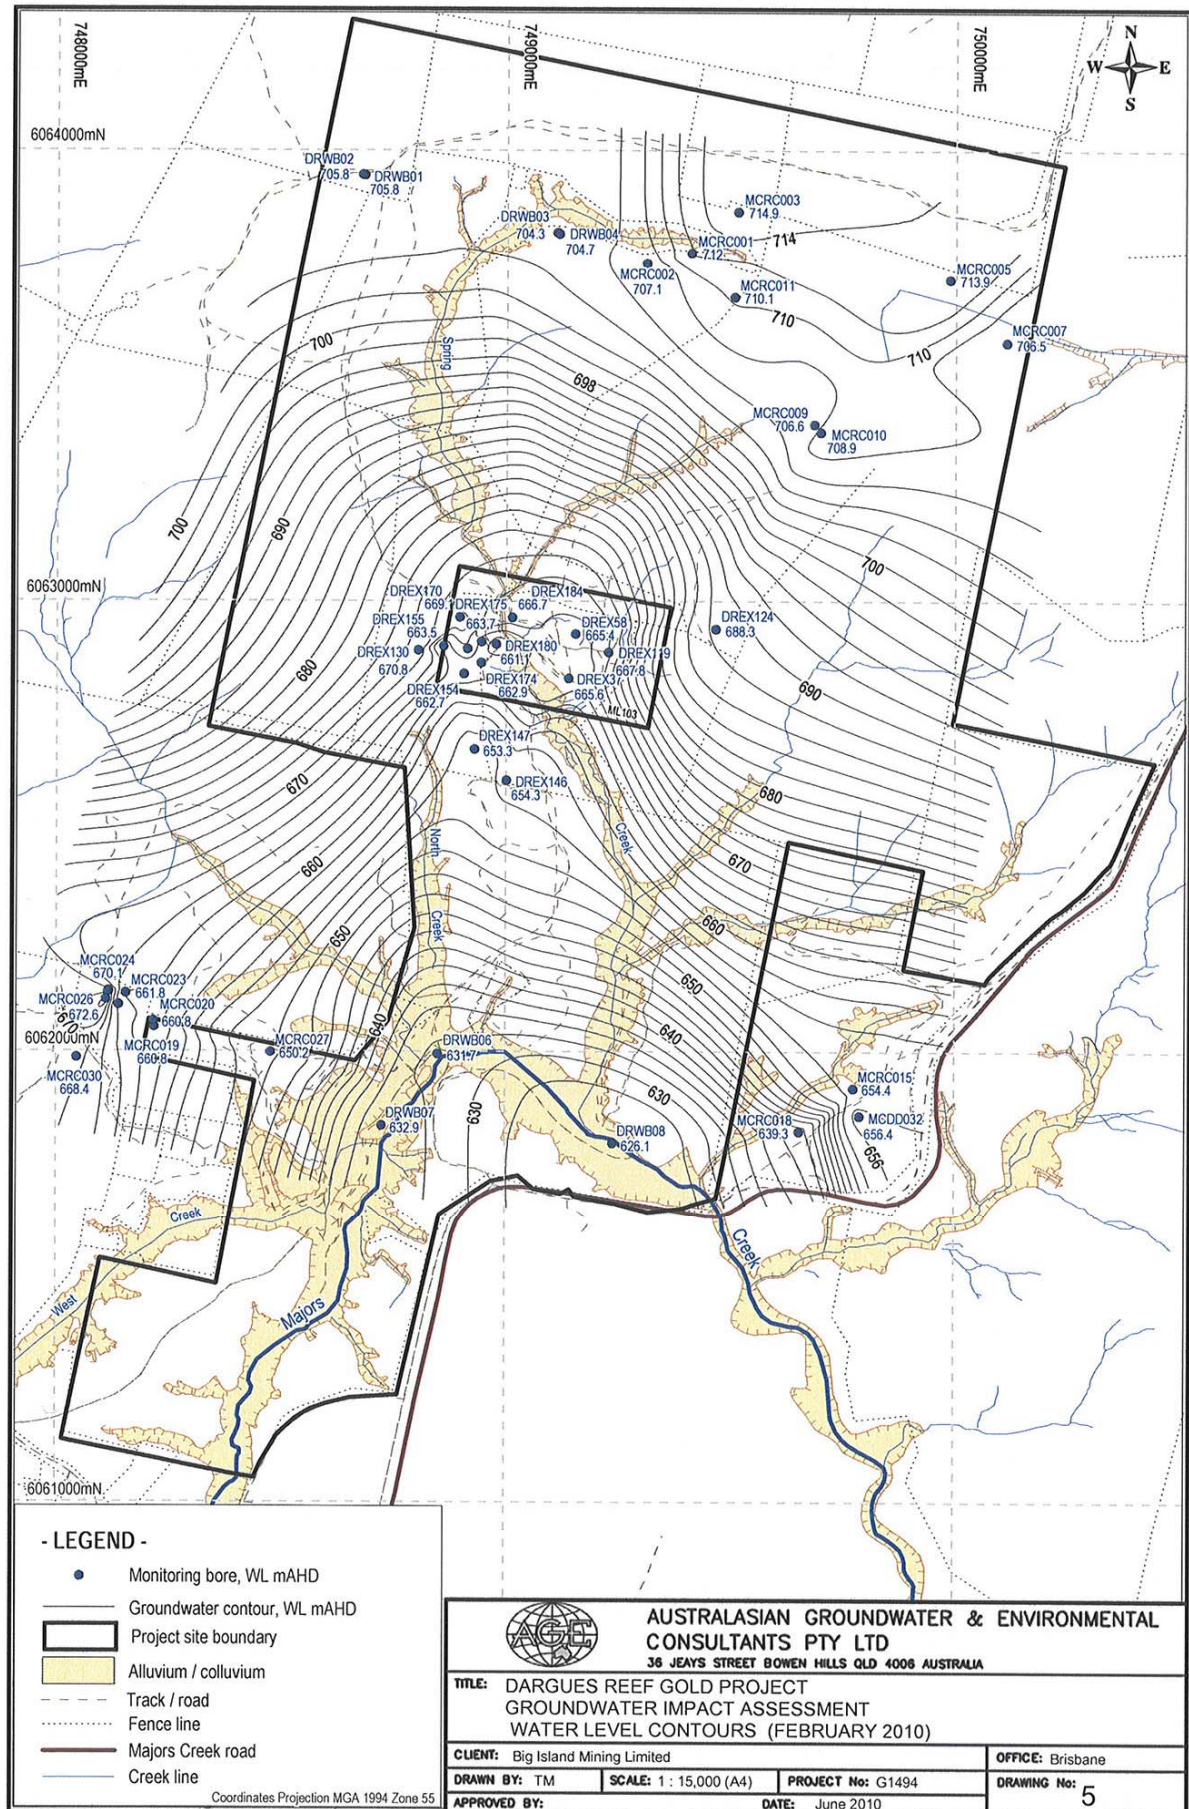 748000mE
749000mE
750000mE
N
W E
S
6064000mN
DRWB02
705.8
DRWB01
705.8
DRWB03
704.3
DRWB04
704.7
MCRC003
714.9
714
MCRC001
712
MCRC002
707.1
MCRC011
710.1
710
MCRC005
713.9
MCRC007
706.5
710
700
Spring
698
MCRC009
706.6
MCRC010
708.9
700
690
700
6063000mN
DREX170
669.1
DREX175
663.7
DREX184
666.7
DREX155
663.5
DREX58
665.4
DREX124
688.3
DREX130
670.8
DREX180
661.1
DREX119
667.8
DREX154
662.7
DREX174
662.9
DREX37
665.6
ML103
680
690
DREX147
653.3
DREX146
654.3
670
680
North
Creek
Creek
660
670
650
660
MCRC024
670.1
MCRC023
661.8
MCRC026
672.6
MCRC020
660.8
670
650
640
640
6062000mN
MCRC019
660.8
MCRC027
650.2
DRWB06
631.7
MCRC030
668.4
MCRC015
654.4
DRWB07
632.9
630
630
DRWB08
626.1
MCRC018
639.3
MCDD032
656.4
656
Creek
West
Majors
Creek
6061000mN
- LEGEND -
Monitoring bore, WL mAHD
Groundwater contour, WL mAHD
Project site boundary
Alluvium / colluvium
Track / road
Fence line
Majors Creek road
Creek line
Coordinates Projection MGA 1994 Zone 55
AGE
AUSTRALASIAN GROUNDWATER & ENVIRONMENTAL
CONSULTANTS PTY LTD
36 JEAYS STREET BOWEN HILLS QLD 4006 AUSTRALIA
TITLE: DARGUES REEF GOLD PROJECT
GROUNDWATER IMPACT ASSESSMENT
WATER LEVEL CONTOURS (FEBRUARY 2010)
CLIENT: Big Island Mining Limited
OFFICE: Brisbane
DRAWN BY: TM
SCALE: 1 : 15,000 (A4)
PROJECT No: G1494
DRAWING No:
5
APPROVED BY:
DATE: June 2010